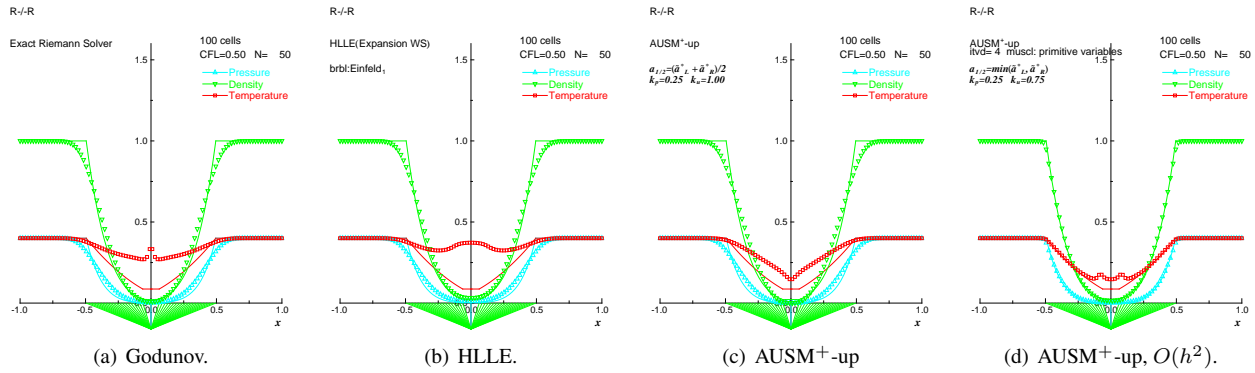 R-/-R
Exact Riemann Solver
100 cells
CFL=0.50 N= 50
Pressure
Density
Temperature
1.5
1.0
0.5
-1.0 -0.5 0.0 0.5 1.0
x
(a) Godunov.
R-/-R
HLLE(Expansion WS)
brbl:Einfeld₁
100 cells
CFL=0.50 N= 50
Pressure
Density
Temperature
1.5
1.0
0.5
-1.0 -0.5 0.0 0.5 1.0
x
(b) HLLE.
R-/-R
AUSM⁺-up
a₁/₂=(ã*L + ã*R)/2
kₚ=0.25 kᵤ=1.00
100 cells
CFL=0.50 N= 50
Pressure
Density
Temperature
1.5
1.0
0.5
-1.0 -0.5 0.0 0.5 1.0
x
(c) AUSM⁺-up
R-/-R
AUSM⁺-up
itvd= 4 muscl: primitive variables
a₁/₂=min(ã*L, ã*R)
kₚ=0.25 kᵤ=0.75
100 cells
CFL=0.50 N= 50
Pressure
Density
Temperature
1.5
1.0
0.5
-1.0 -0.5 0.0 0.5 1.0
x
(d) AUSM⁺-up, O(h²).